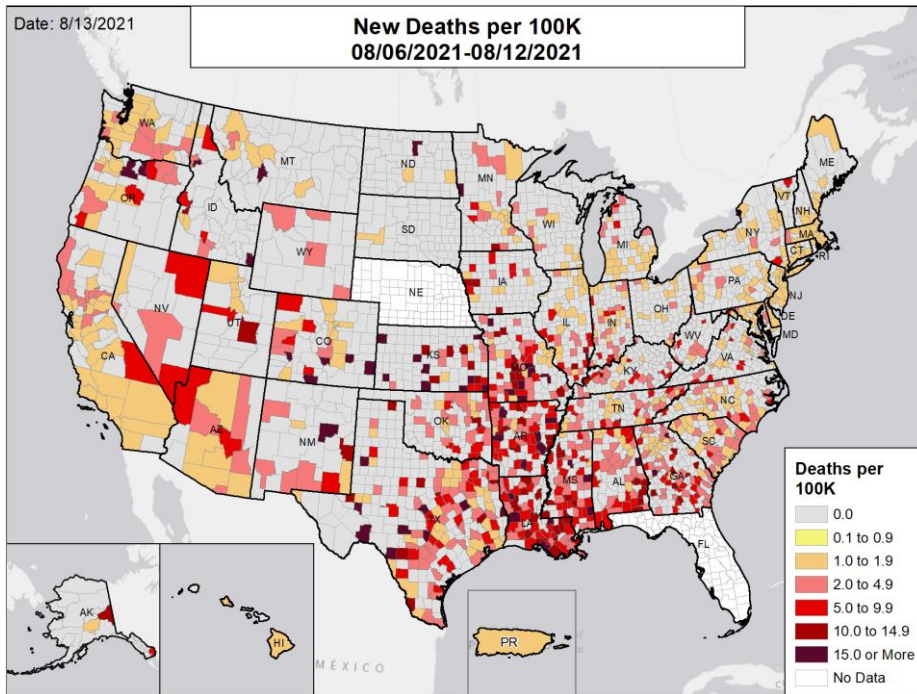 Date: 8/13/2021
New Deaths per 100K
08/06/2021-08/12/2021
WA
MT
ND
MN
ME
OR
ID
SD
WI
MI
VT
NH
NY
MA
CT
RI
WY
IA
NE
PA
NJ
NV
UT
CO
IL
IN
OH
DE
MD
CA
KS
MO
KY
WV
VA
AZ
NM
OK
AR
TN
NC
SC
TX
LA
MS
AL
GA
FL
AK
HI
PR
MÉXICO
Deaths per
100K
0.0
0.1 to 0.9
1.0 to 1.9
2.0 to 4.9
5.0 to 9.9
10.0 to 14.9
15.0 or More
No Data